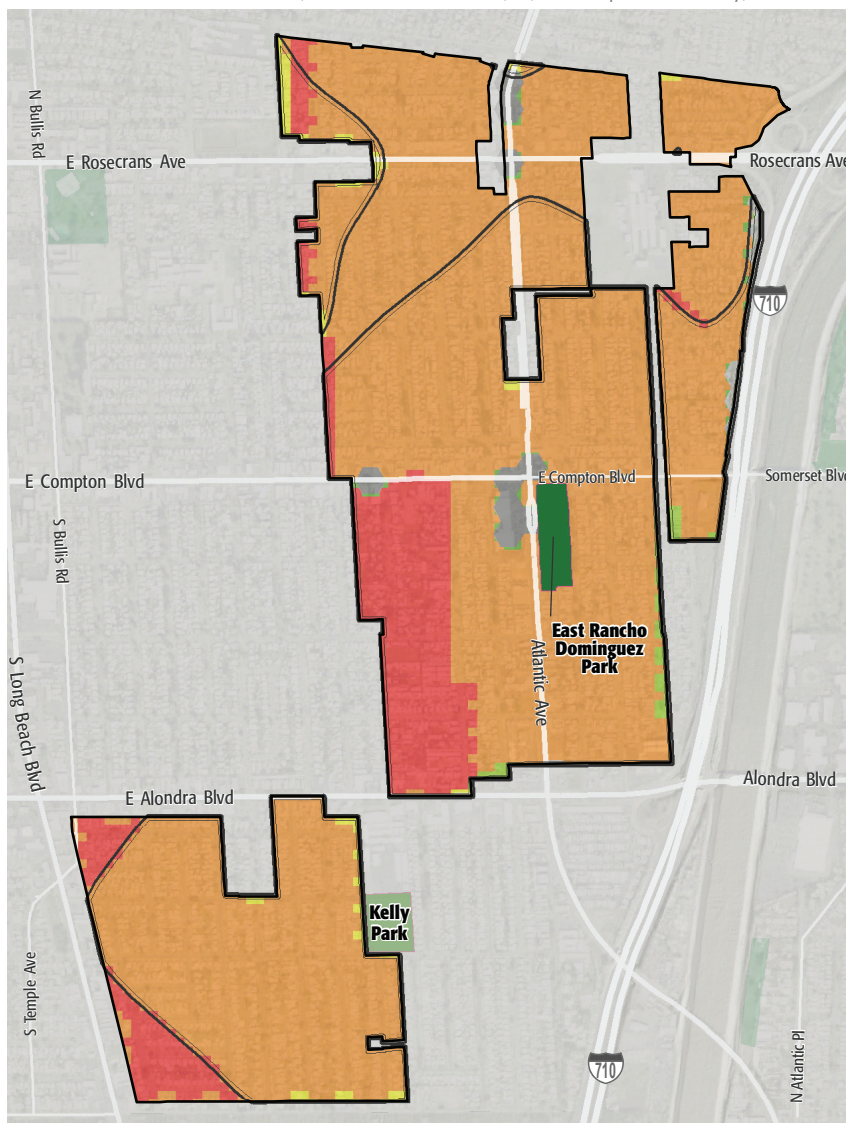 N Bullis Rd
E Rosecrans Ave
Rosecrans Ave
710
E Compton Blvd
E Compton Blvd
Somerset Blvd
S Bullis Rd
East Rancho
Dominguez
Park
Atlantic Ave
S Long Beach Blvd
E Alondra Blvd
Alondra Blvd
Kelly
Park
S Temple Ave
710
N Atlantic Pl